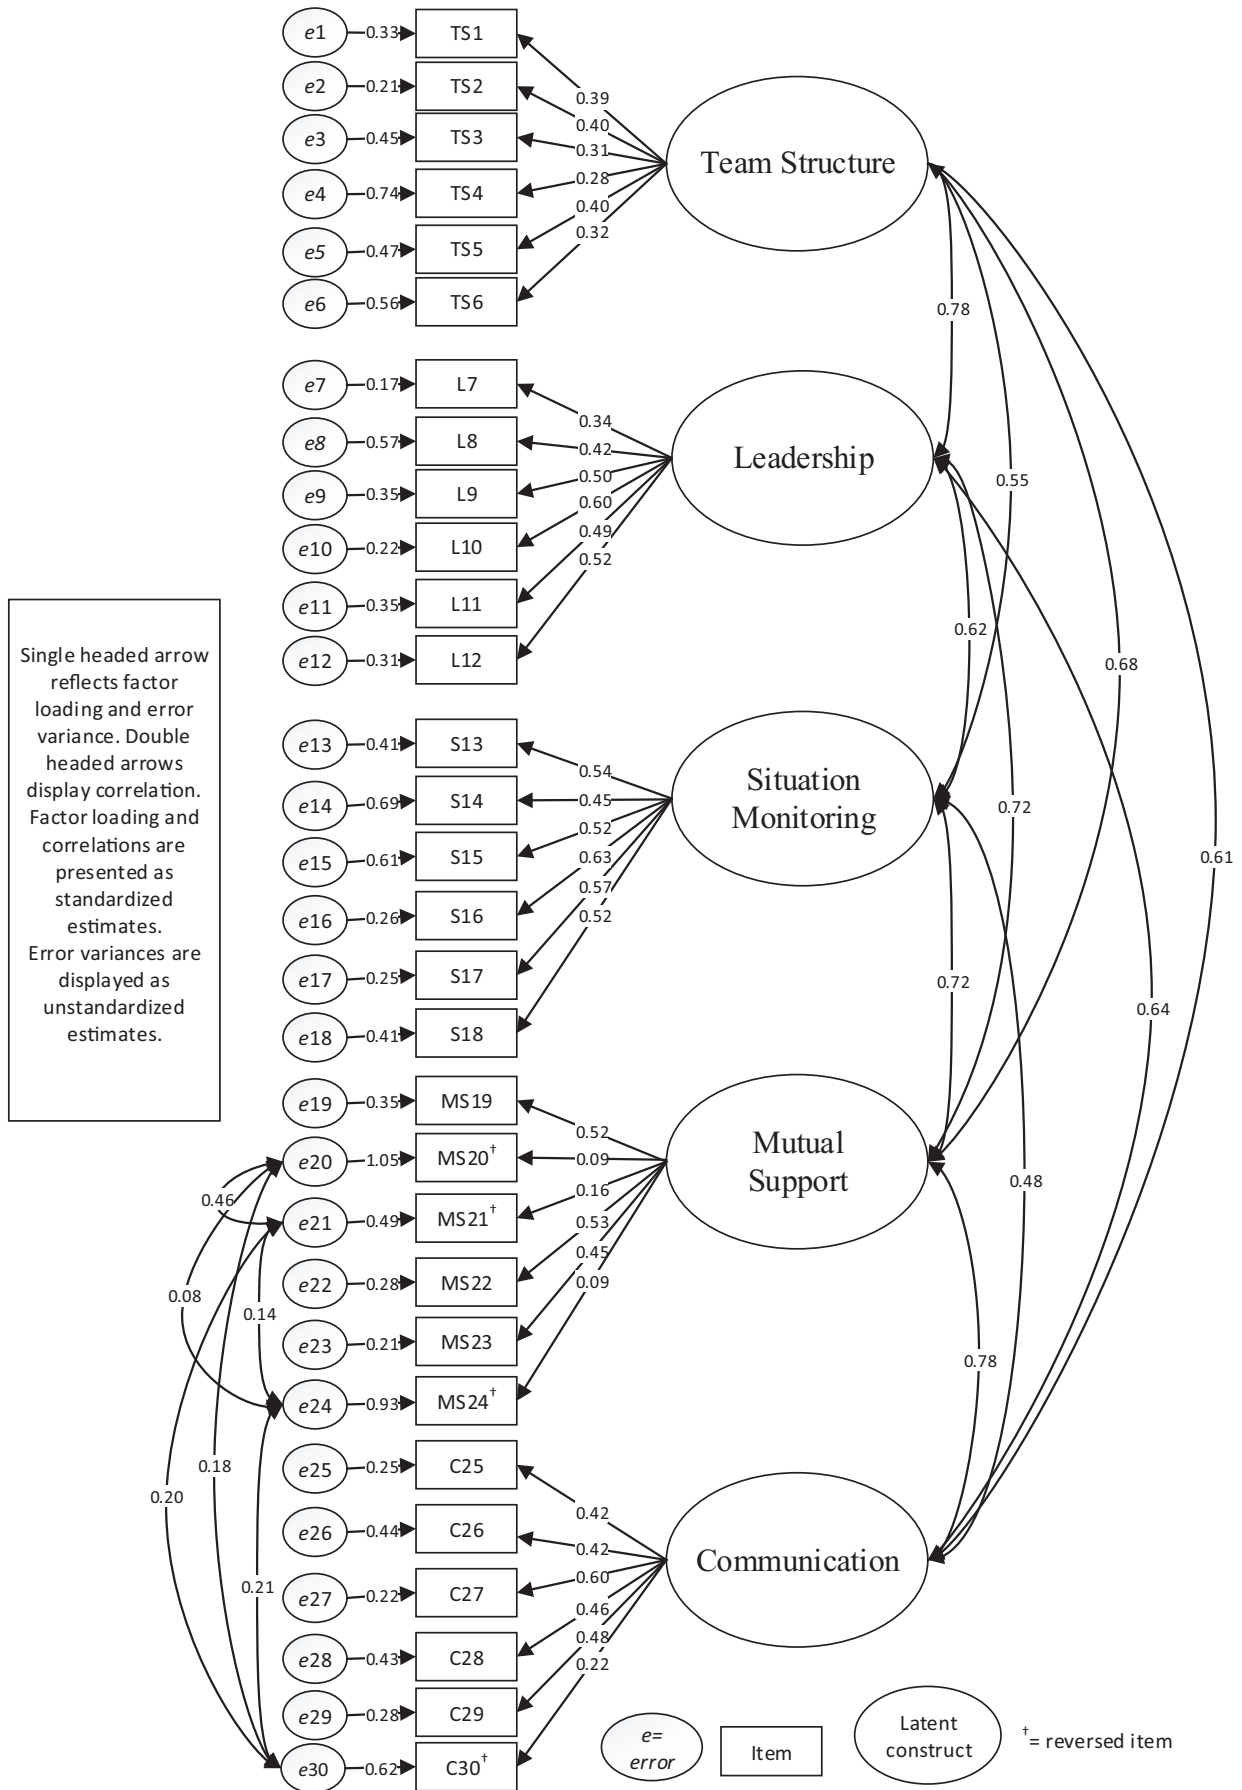 e1 0.33 TS1
e2 0.21 TS2
e3 0.45 TS3
e4 0.74 TS4
e5 0.47 TS5
e6 0.56 TS6
0.39
0.40
0.31
0.28
0.40
0.32
Team Structure
0.78
e7 0.17 L7
e8 0.57 L8
e9 0.35 L9
e10 0.22 L10
e11 0.35 L11
e12 0.31 L12
0.34
0.42
0.50
0.60
0.49
0.52
Leadership
0.55
0.62
0.68
Single headed arrow
reflects factor
loading and error
variance. Double
headed arrows
display correlation.
Factor loading and
correlations are
presented as
standardized
estimates.
Error variances are
displayed as
unstandardized
estimates.
e13 0.41 S13
e14 0.69 S14
e15 0.61 S15
e16 0.26 S16
e17 0.25 S17
e18 0.41 S18
0.54
0.45
0.52
0.63
0.57
0.52
Situation
Monitoring
0.72
0.61
0.72
0.64
e19 0.35 MS19
e20 1.05 MS20†
e21 0.49 MS21†
e22 0.28 MS22
e23 0.21 MS23
e24 0.93 MS24†
0.52
0.09
0.16
0.53
0.45
0.09
Mutual
Support
0.48
0.46
0.08
0.14
0.78
e25 0.25 C25
e26 0.44 C26
e27 0.22 C27
e28 0.43 C28
e29 0.28 C29
e30 0.62 C30†
0.42
0.42
0.60
0.46
0.48
0.22
Communication
0.18
0.20
0.21
e=
error
Item
Latent
construct
†= reversed item